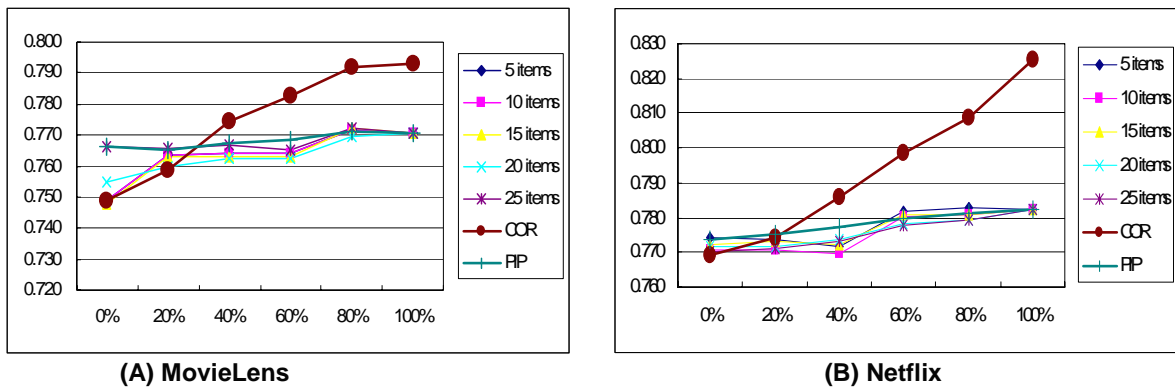 0.800
0.790
0.780
0.770
0.760
0.750
0.740
0.730
0.720
0% 20% 40% 60% 80% 100%
5 items
10 items
15 items
20 items
25 items
COR
PIP
(A) MovieLens
0.830
0.820
0.810
0.800
0.790
0.780
0.770
0.760
0% 20% 40% 60% 80% 100%
5 items
10 items
15 items
20 items
25 items
COR
PIP
(B) Netflix